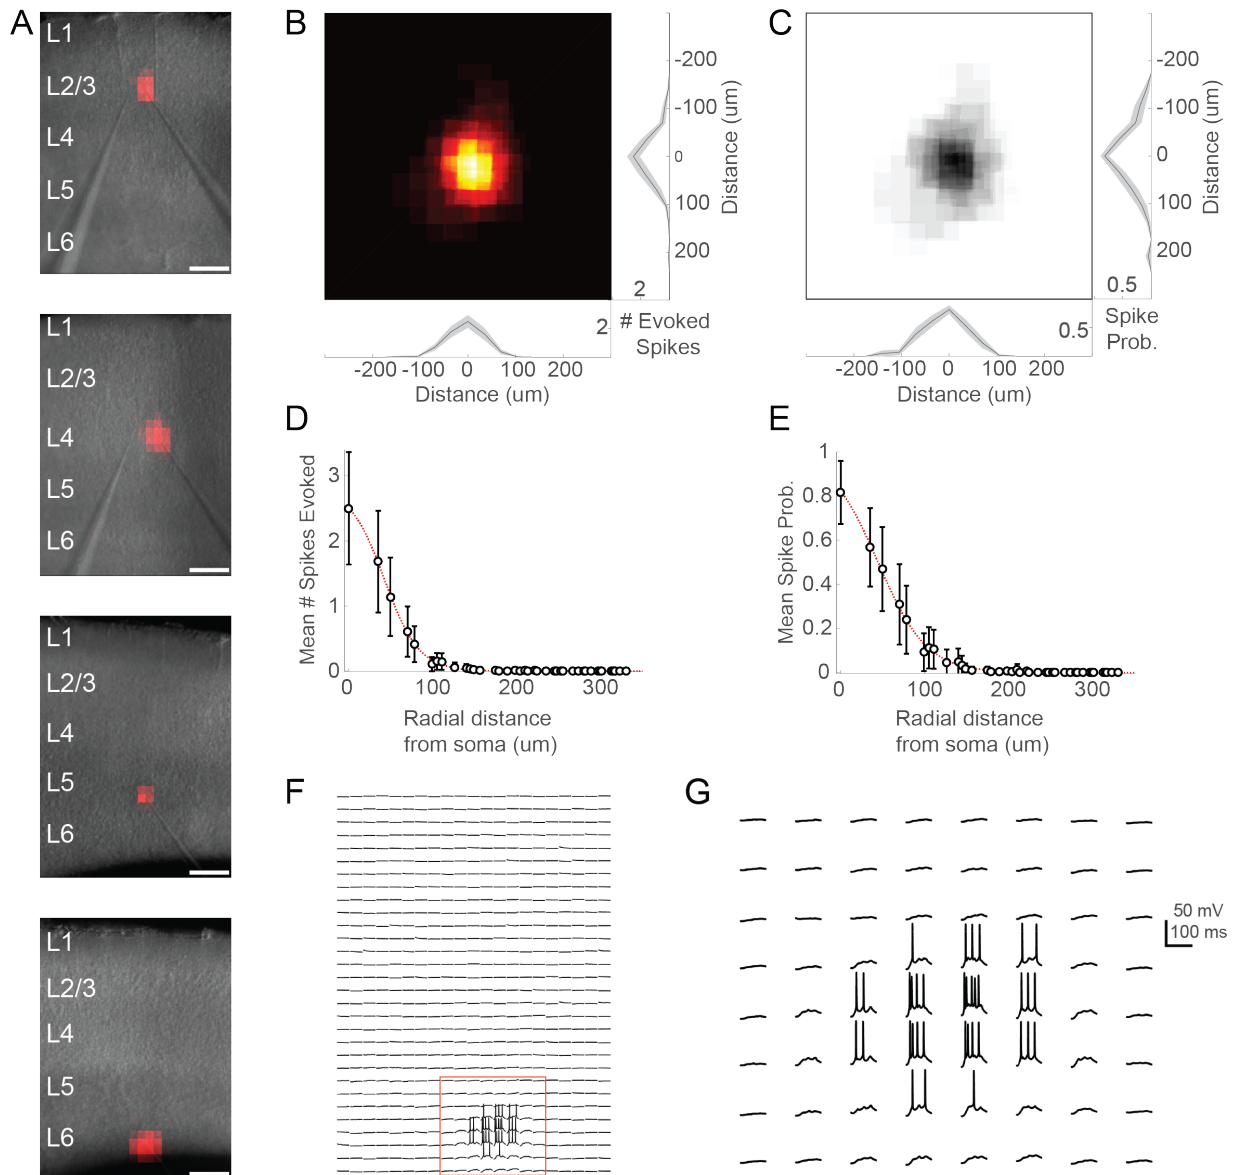 A
L1
L2/3
L4
L5
L6
L1
L2/3
L4
L5
L6
L1
L2/3
L4
L5
L6
L1
L2/3
L4
L5
L6
B
-200
-100
0
100
200
Distance (um)
2
2
# Evoked
Spikes
-200 -100 0 100 200
Distance (um)
C
-200
-100
0
100
200
Distance (um)
0.5
0.5
Spike
Prob.
-200 -100 0 100 200
Distance (um)
D
Mean # Spikes Evoked
3
2
1
0
0 100 200 300
Radial distance
from soma (um)
E
Mean Spike Prob.
1
0.8
0.6
0.4
0.2
0
0 100 200 300
Radial distance
from soma (um)
F
G
50 mV
100 ms